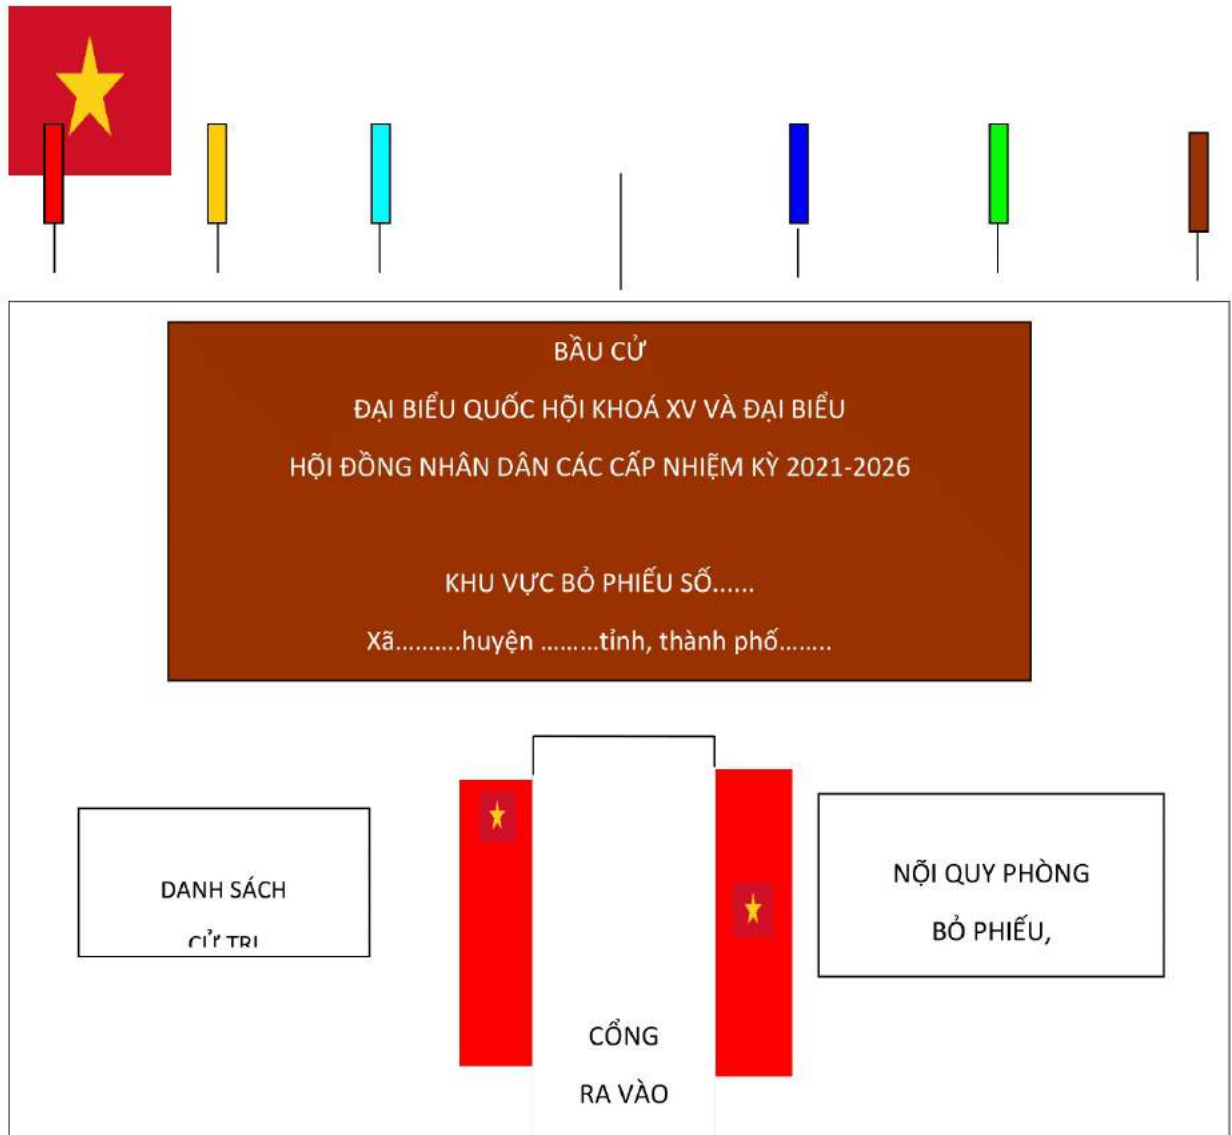 BẦU CỬ
ĐẠI BIỂU QUỐC HỘI KHOÁ XV VÀ ĐẠI BIỂU
HỘI ĐỒNG NHÂN DÂN CÁC CẤP NHIỆM KỲ 2021-2026
KHU VỰC BỎ PHIẾU SỐ......
Xã..........huyện .........tỉnh, thành phố........
DANH SÁCH
CỬ TRI
NỘI QUY PHÒNG
BỎ PHIẾU,
CỔNG
RA VÀO